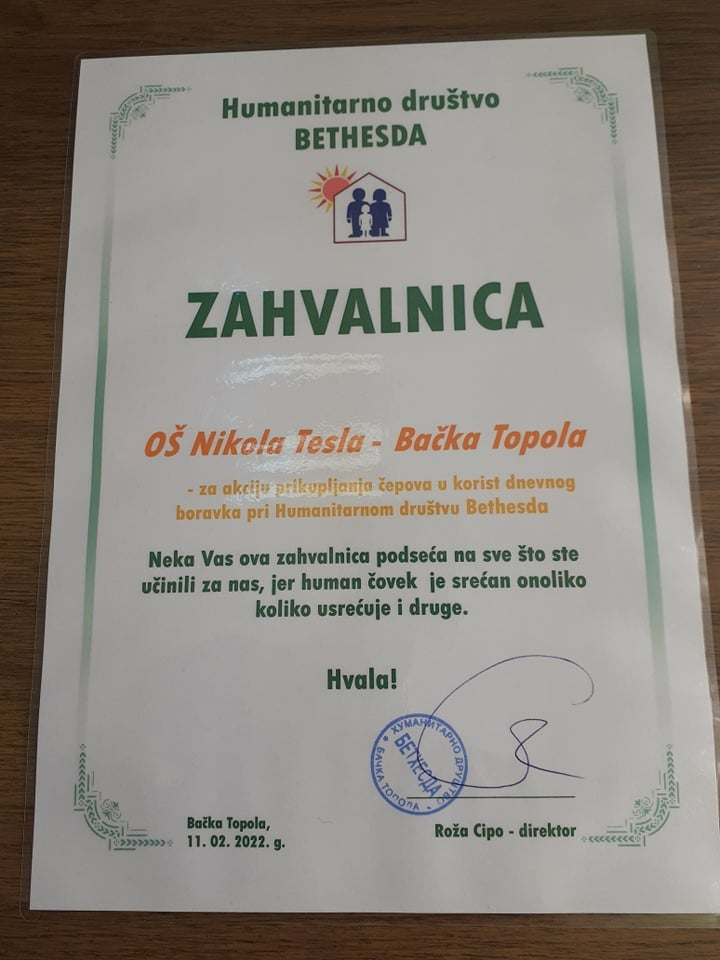 Humanitarno društvo
BETHESDA
ZAHVALNICA
OŠ Nikola Tesla - Bačka Topola
- za akciju prikupljanja čepova u korist dnevnog
boravka pri Humanitarnom društvu Bethesda
Neka Vas ova zahvalnica podseća na sve što ste
učinili za nas, jer human čovek je srećan onoliko
koliko usrećuje i druge.
Hvala!
ХУМАНИТАРНО ДРУШТВО
БЕТХЕСДА
БАЧКА ТОПОЛА
Bačka Topola,
11. 02. 2022. g.
Roža Cipo - direktor